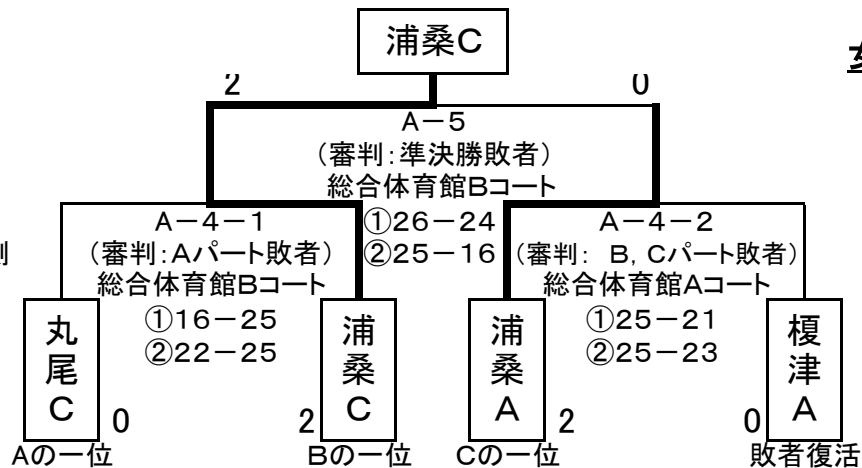 浦桑C
2
0
A－5
（審判：準決勝敗者）
総合体育館Bコート
①26－24
②25－16
A－4－1
（審判：Aパート敗者）
総合体育館Bコート
①16－25
②22－25
A－4－2
（審判： B，Cパート敗者）
総合体育館Aコート
①25－21
②25－23
丸尾C
0
2
浦桑C
浦桑A
2
0
榎津A
Aの一位
Bの一位
Cの一位
敗者復活